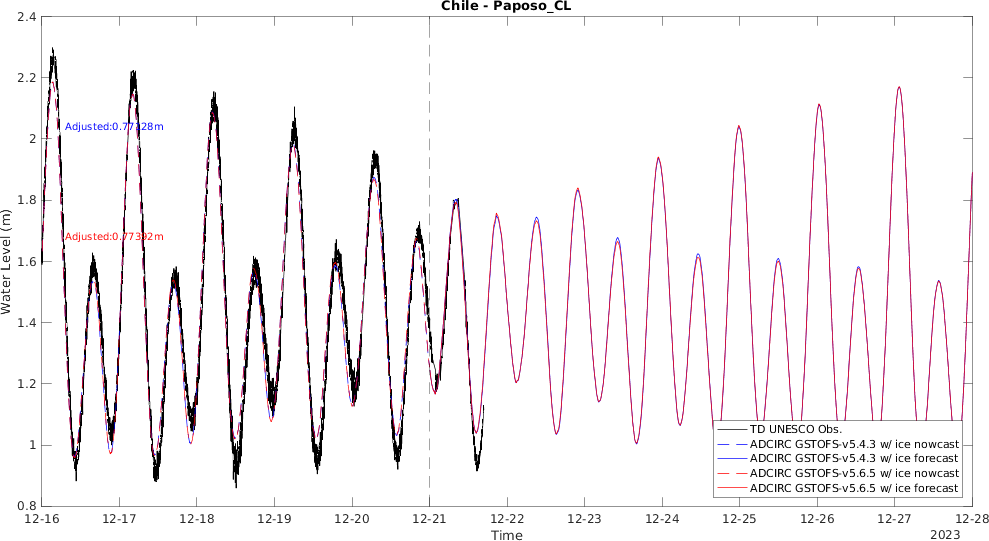 Chile - Paposo_CL
2.4
2.2
2
1.8
1.6
1.4
1.2
1
0.8
Water Level (m)
Adjusted:0.77328m
Adjusted:0.77392m
TD UNESCO Obs.
ADCIRC GSTOFS-v5.4.3 w/ ice nowcast
ADCIRC GSTOFS-v5.4.3 w/ ice forecast
ADCIRC GSTOFS-v5.6.5 w/ ice nowcast
ADCIRC GSTOFS-v5.6.5 w/ ice forecast
12-16 12-17 12-18 12-19 12-20 12-21 12-22 12-23 12-24 12-25 12-26 12-27 12-28
Time
2023